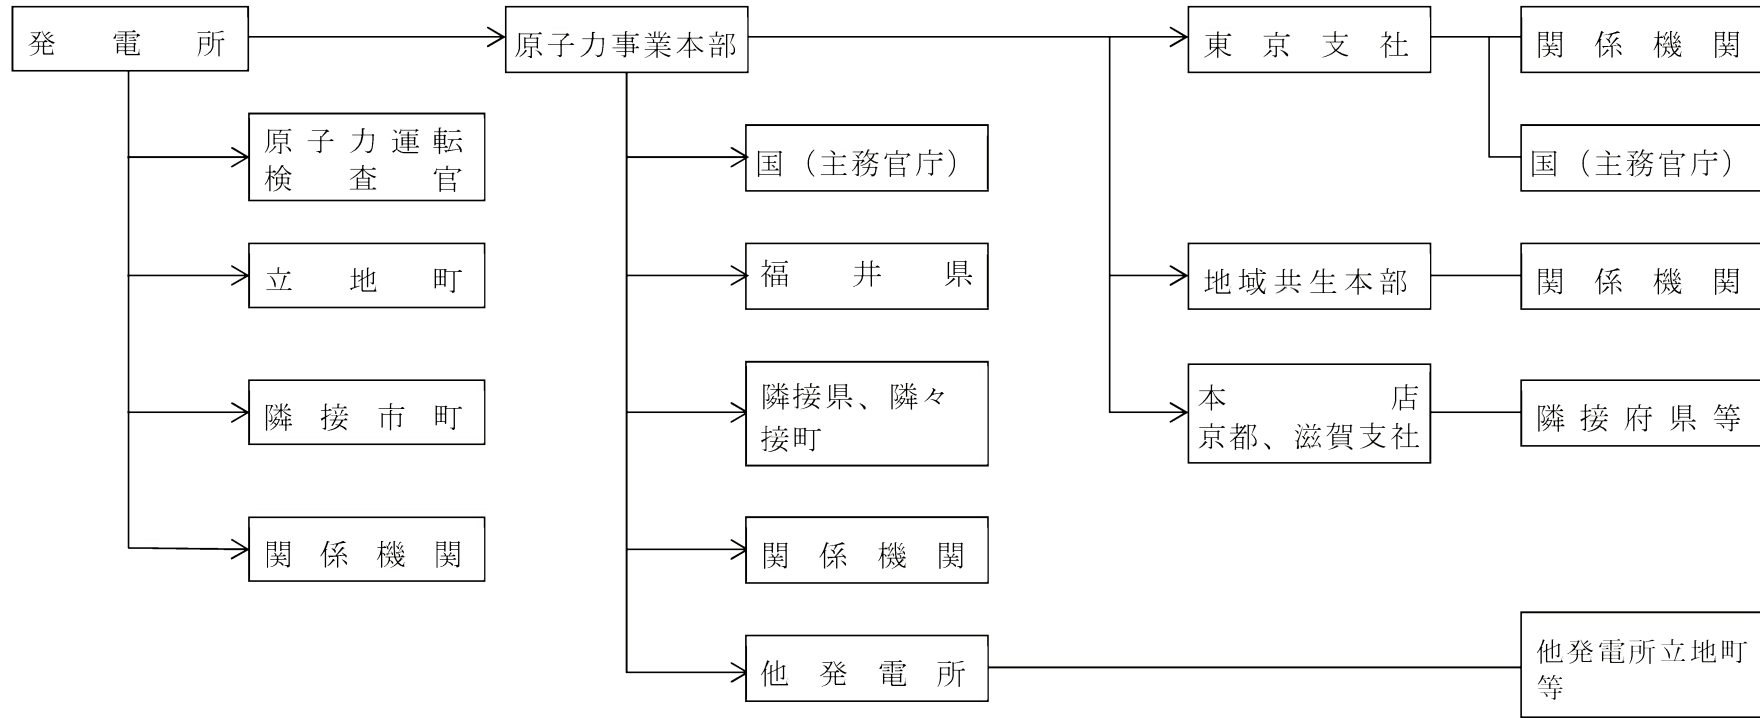 発電所
原子力事業本部
東京支社
関係機関
原子力運転
検査官
国（主務官庁）
国（主務官庁）
立地町
福井県
地域共生本部
関係機関
隣接市町
隣接県、隣々
接町
本店
京都、滋賀支社
隣接府県等
関係機関
関係機関
他発電所
他発電所立地町
等